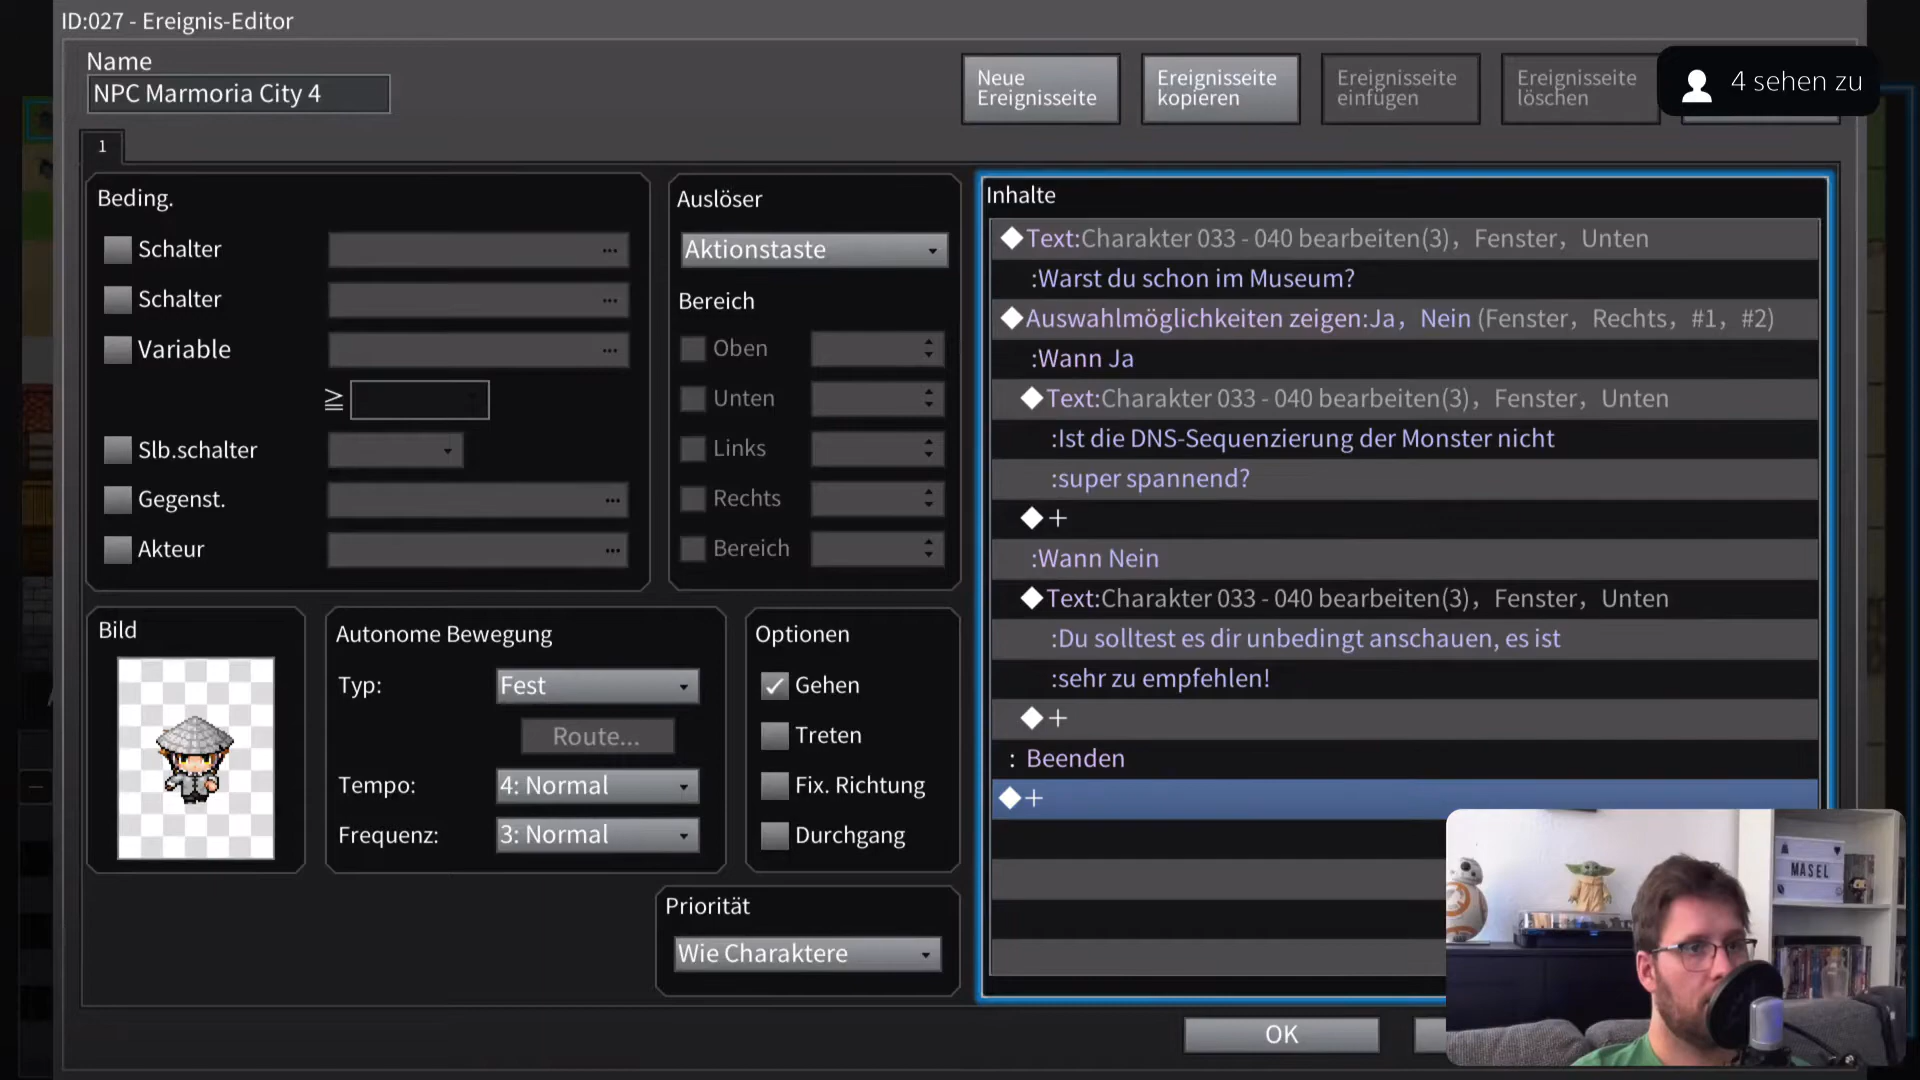 ID:027 - Ereignis-Editor
Name
NPC Marmoria City 4
Neue Ereignisseite
Ereignisseite kopieren
Ereignisseite einfügen
Ereignisseite löschen
4 sehen zu
1
Beding.
Schalter ...
Schalter ...
Variable ...
≧
Slb.schalter
Gegenst. ...
Akteur ...
Auslöser
Aktionstaste
Bereich
Oben
Unten
Links
Rechts
Bereich
Inhalte
◆Text:Charakter 033 - 040 bearbeiten(3), Fenster, Unten
:Warst du schon im Museum?
◆Auswahlmöglichkeiten zeigen:Ja, Nein (Fenster, Rechts, #1, #2)
:Wann Ja
◆Text:Charakter 033 - 040 bearbeiten(3), Fenster, Unten
:Ist die DNS-Sequenzierung der Monster nicht
:super spannend?
◆+
:Wann Nein
◆Text:Charakter 033 - 040 bearbeiten(3), Fenster, Unten
:Du solltest es dir unbedingt anschauen, es ist
:sehr zu empfehlen!
◆+
: Beenden
◆+
Bild
Autonome Bewegung
Typ: Fest
Route...
Tempo: 4: Normal
Frequenz: 3: Normal
Optionen
Gehen
Treten
Fix. Richtung
Durchgang
Priorität
Wie Charaktere
OK
MASEL